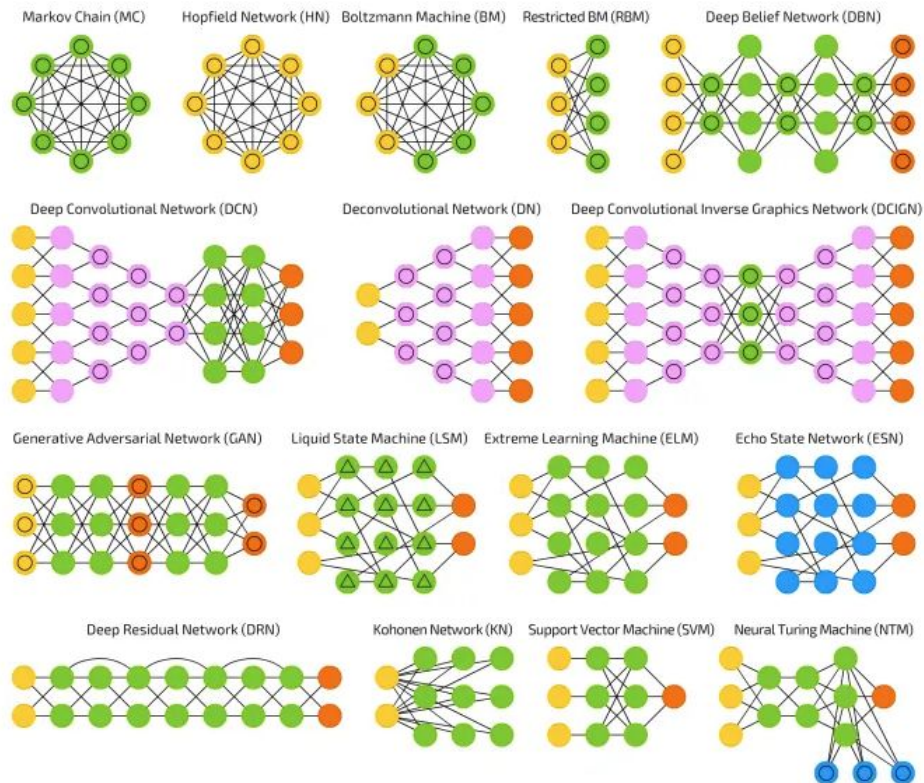 Markov Chain (MC)
Hopfield Network (HN)
Boltzmann Machine (BM)
Restricted BM (RBM)
Deep Belief Network (DBN)
Deep Convolutional Network (DCN)
Deconvolutional Network (DN)
Deep Convolutional Inverse Graphics Network (DCIGN)
Generative Adversarial Network (GAN)
Liquid State Machine (LSM)
Extreme Learning Machine (ELM)
Echo State Network (ESN)
Deep Residual Network (DRN)
Kohonen Network (KN)
Support Vector Machine (SVM)
Neural Turing Machine (NTM)